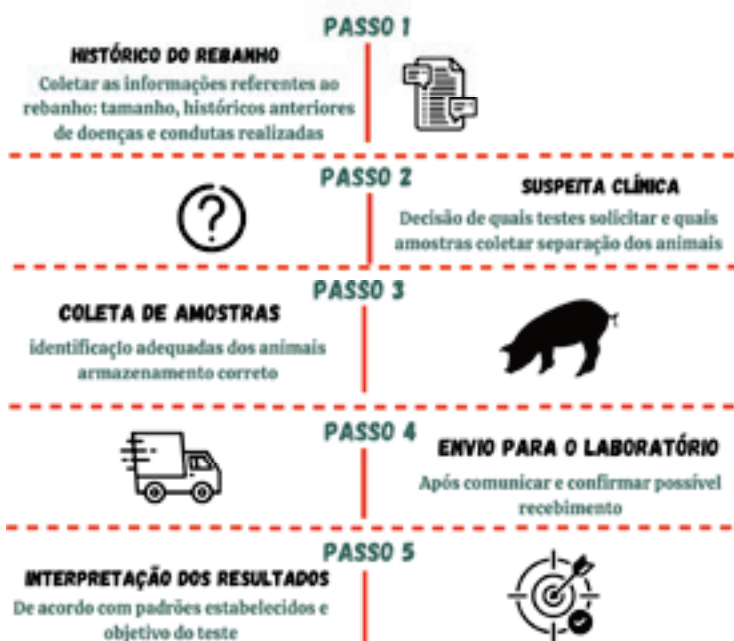 PASSO 1
HISTÓRICO DO REBANHO
Coletar as informações referentes ao
rebanho: tamanho, históricos anteriores
de doenças e condutas realizadas
PASSO 2
SUSPEITA CLÍNICA
Decisão de quais testes solicitar e quais
amostras coletar separação dos animais
PASSO 3
COLETA DE AMOSTRAS
identificaçlo adequadas dos animais
armazenamento correto
PASSO 4
ENVIO PARA O LABORATÓRIO
Após comunicar e confirmar possível
recebimento
PASSO 5
INTERPRETAÇÃO DOS RESULTADOS
De acordo com padrões estabelecidos e
objetivo do teste